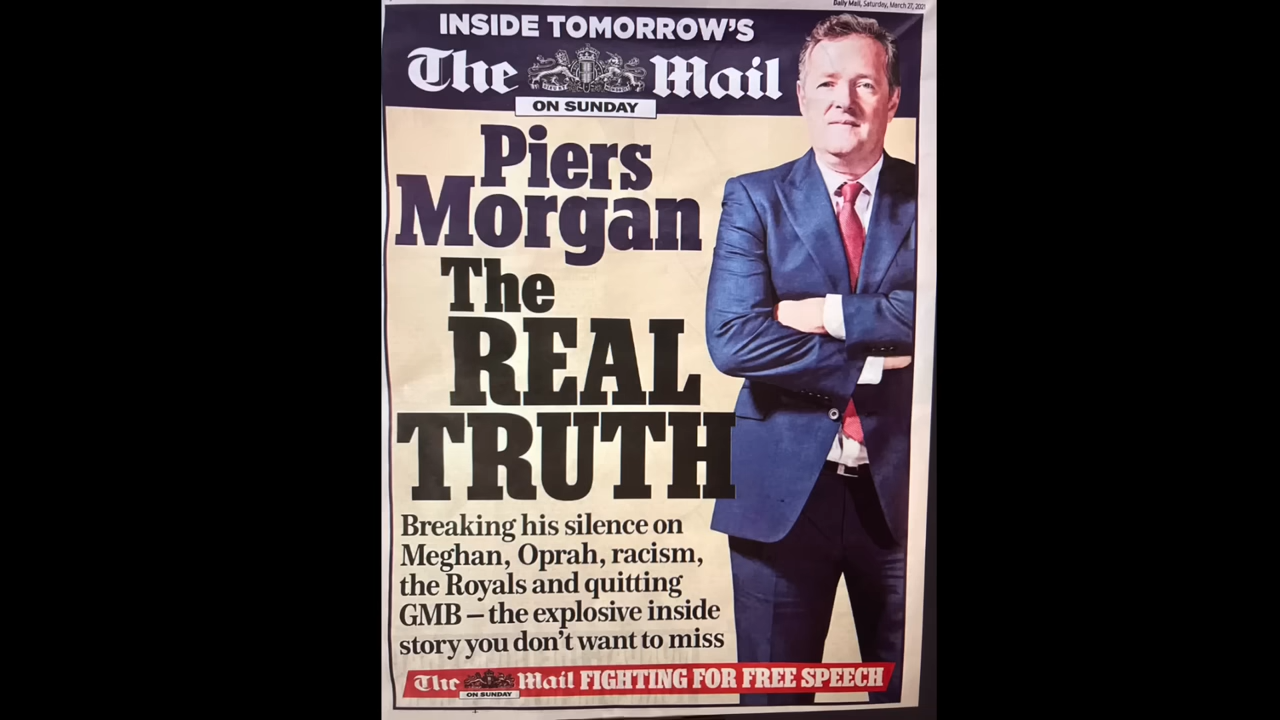 Daily Mail, Saturday, March 27, 2021
INSIDE TOMORROW'S
The Mail
ON SUNDAY
Piers
Morgan
The
REAL
TRUTH
Breaking his silence on
Meghan, Oprah, racism,
the Royals and quitting
GMB – the explosive inside
story you don't want to miss
The Mail FIGHTING FOR FREE SPEECH
ON SUNDAY